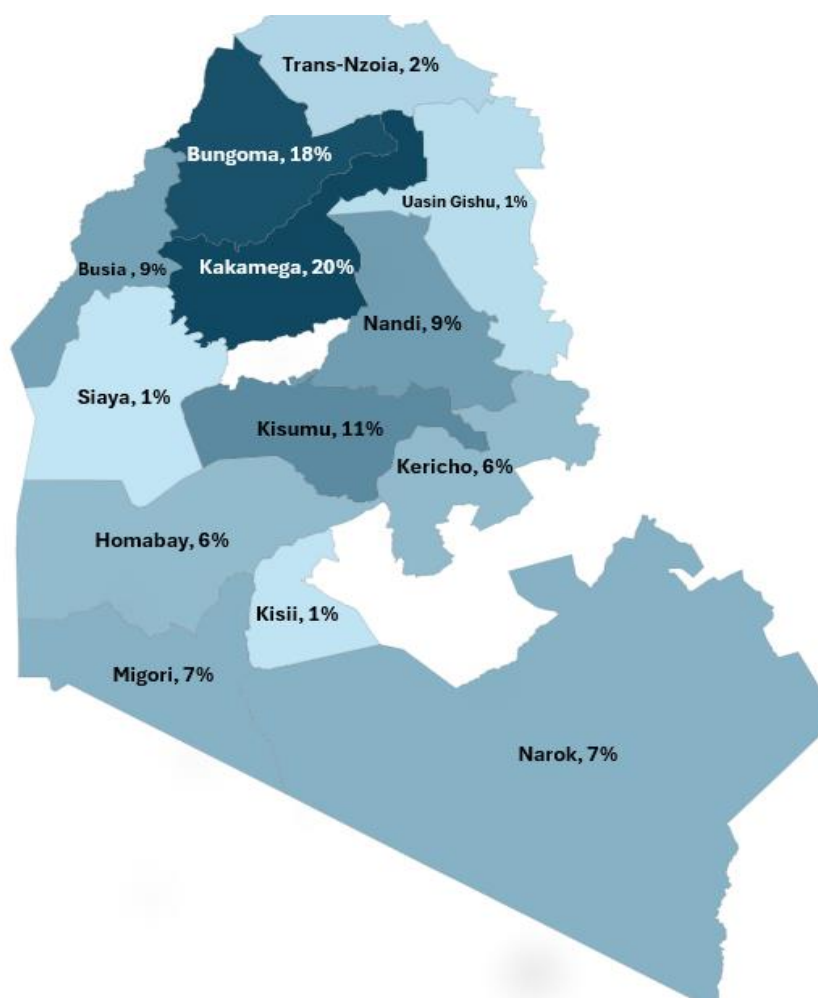 Trans-Nzoia, 2%
Bungoma, 18%
Uasin Gishu, 1%
Busia , 9%
Kakamega, 20%
Nandi, 9%
Siaya, 1%
Kisumu, 11%
Kericho, 6%
Homabay, 6%
Kisii, 1%
Migori, 7%
Narok, 7%